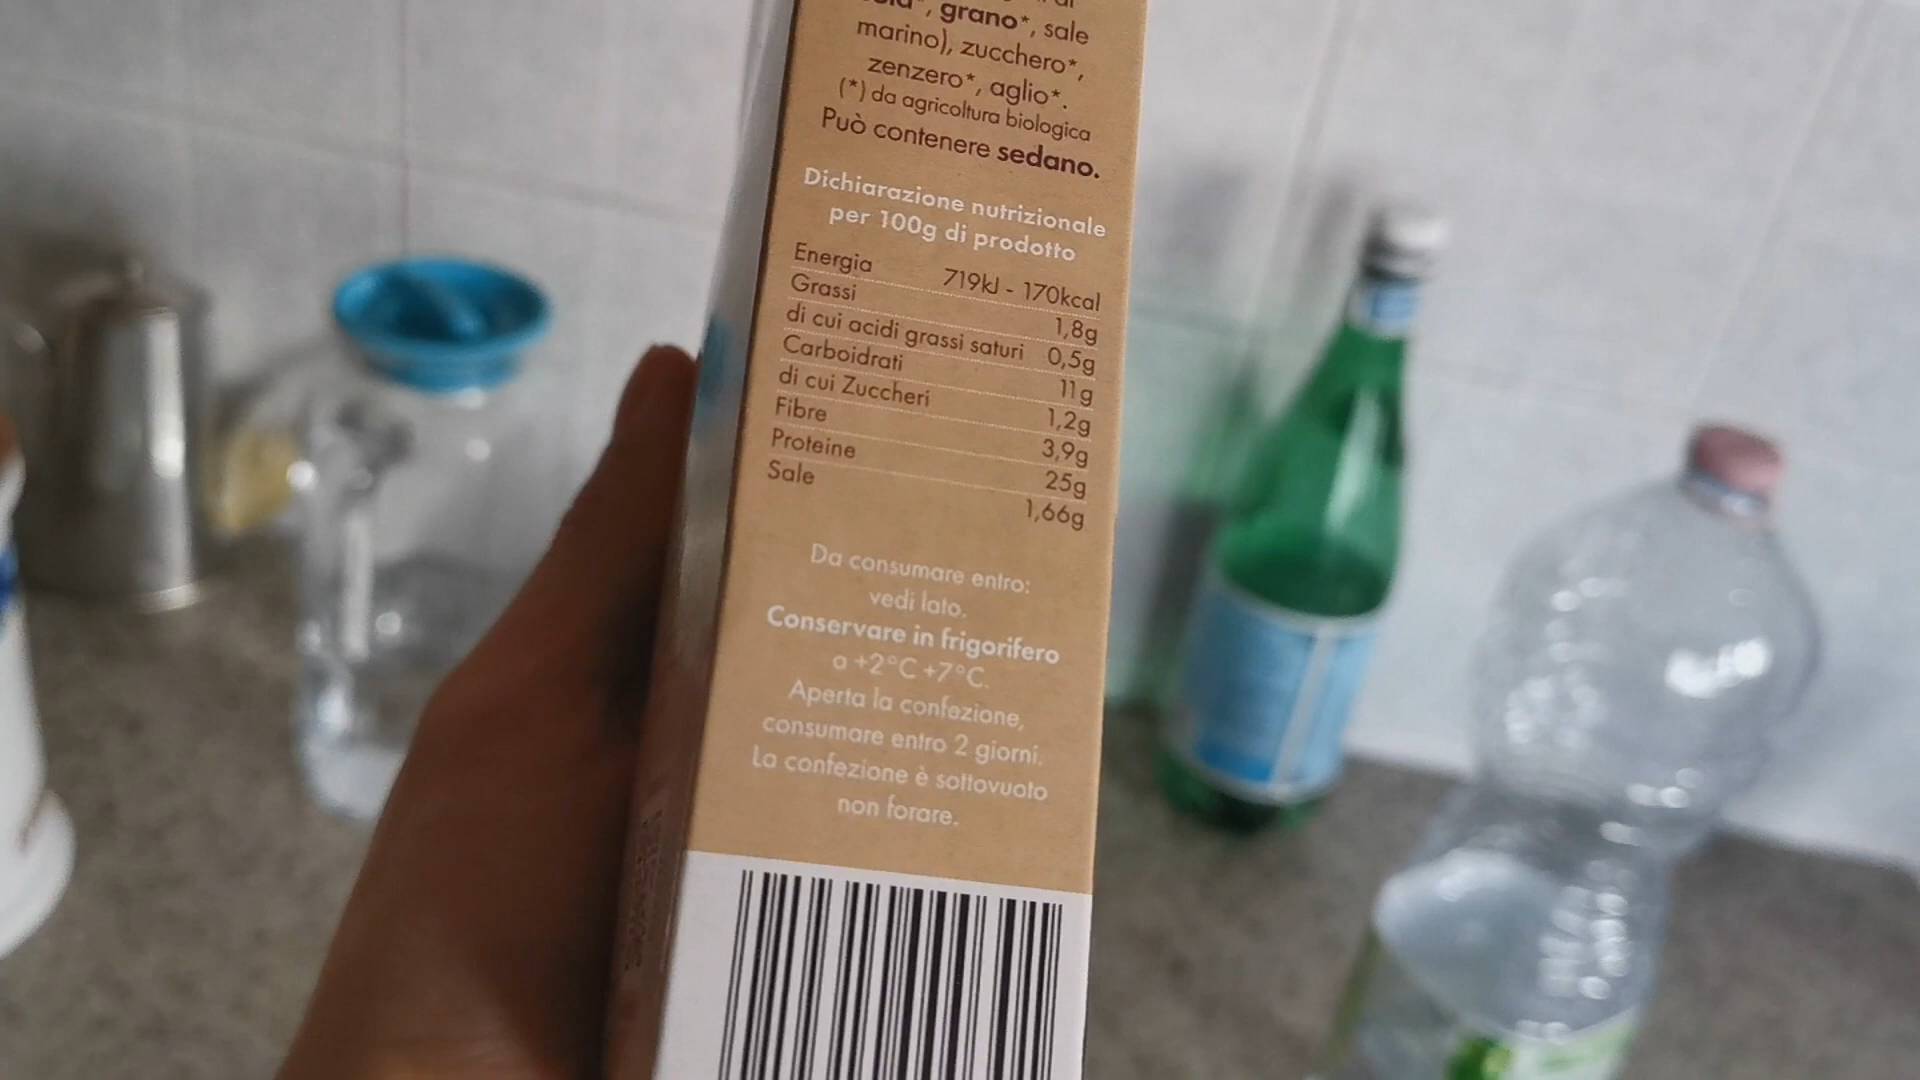 grano*, sale
marino), zucchero*,
zenzero*, aglio*.
(*) da agricoltura biologica
Può contenere sedano.
Dichiarazione nutrizionale
per 100g di prodotto
Energia 719kJ - 170kcal
Grassi 1,8g
di cui acidi grassi saturi 0,5g
Carboidrati 11g
di cui Zuccheri 1,2g
Fibre 3,9g
Proteine 25g
Sale 1,66g
Da consumare entro:
vedi lato.
Conservare in frigorifero
a +2°C +7°C.
Aperta la confezione,
consumare entro 2 giorni.
La confezione è sottovuoto
non forare.